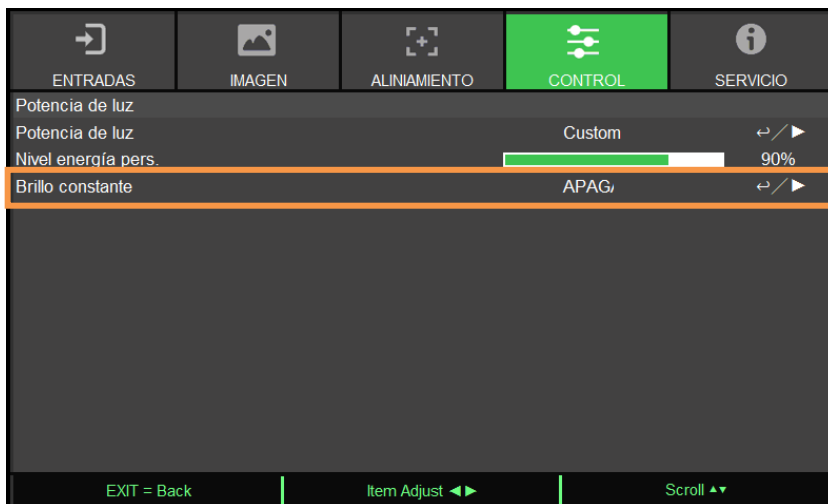 ENTRADAS IMAGEN ALINIAMIENTO CONTROL SERVICIO
Potencia de luz
Potencia de luz Custom ↩/▶
Nivel energía pers. 90%
Brillo constante APAG ↩/▶
EXIT = Back Item Adjust ◀▶ Scroll ▲▼